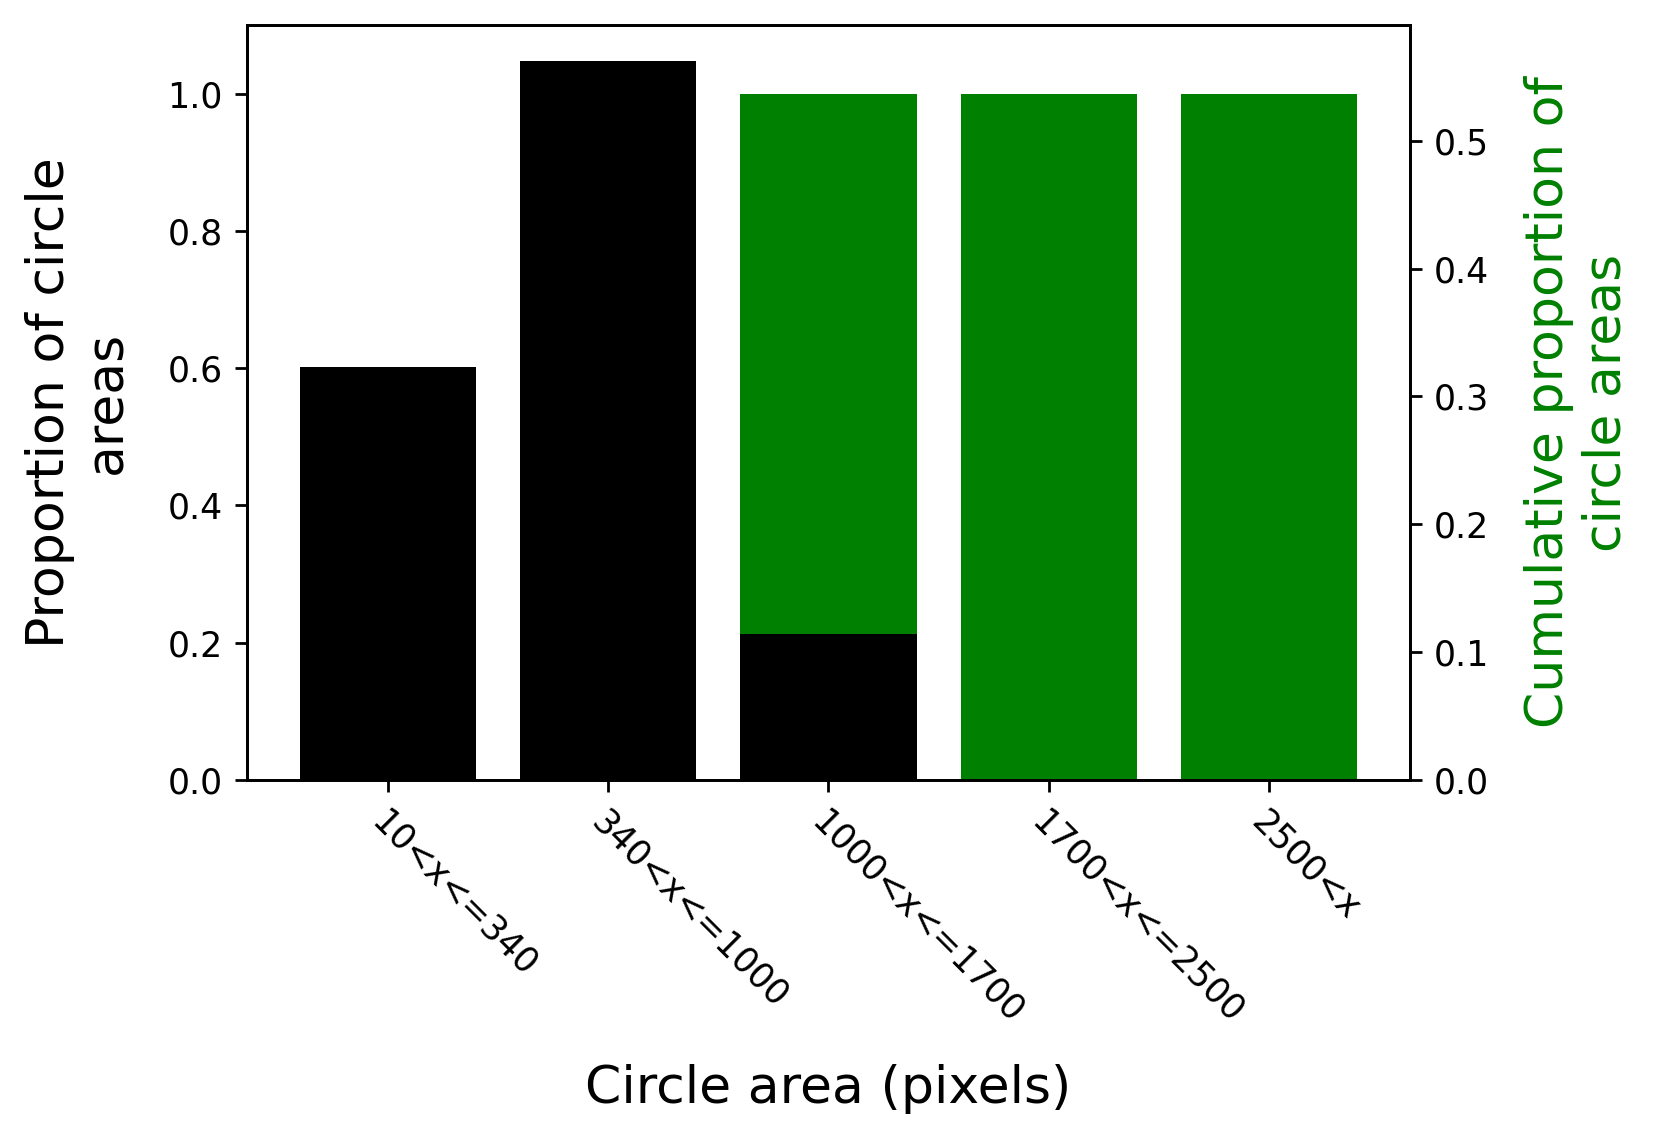 Proportion of circle
areas
1.0
0.8
0.6
0.4
0.2
0.0
0.5
0.4
0.3
0.2
0.1
0.0
Cumulative proportion of
circle areas
10<x<=340
340<x<=1000
1000<x<=1700
1700<x<=2500
2500<x
Circle area (pixels)